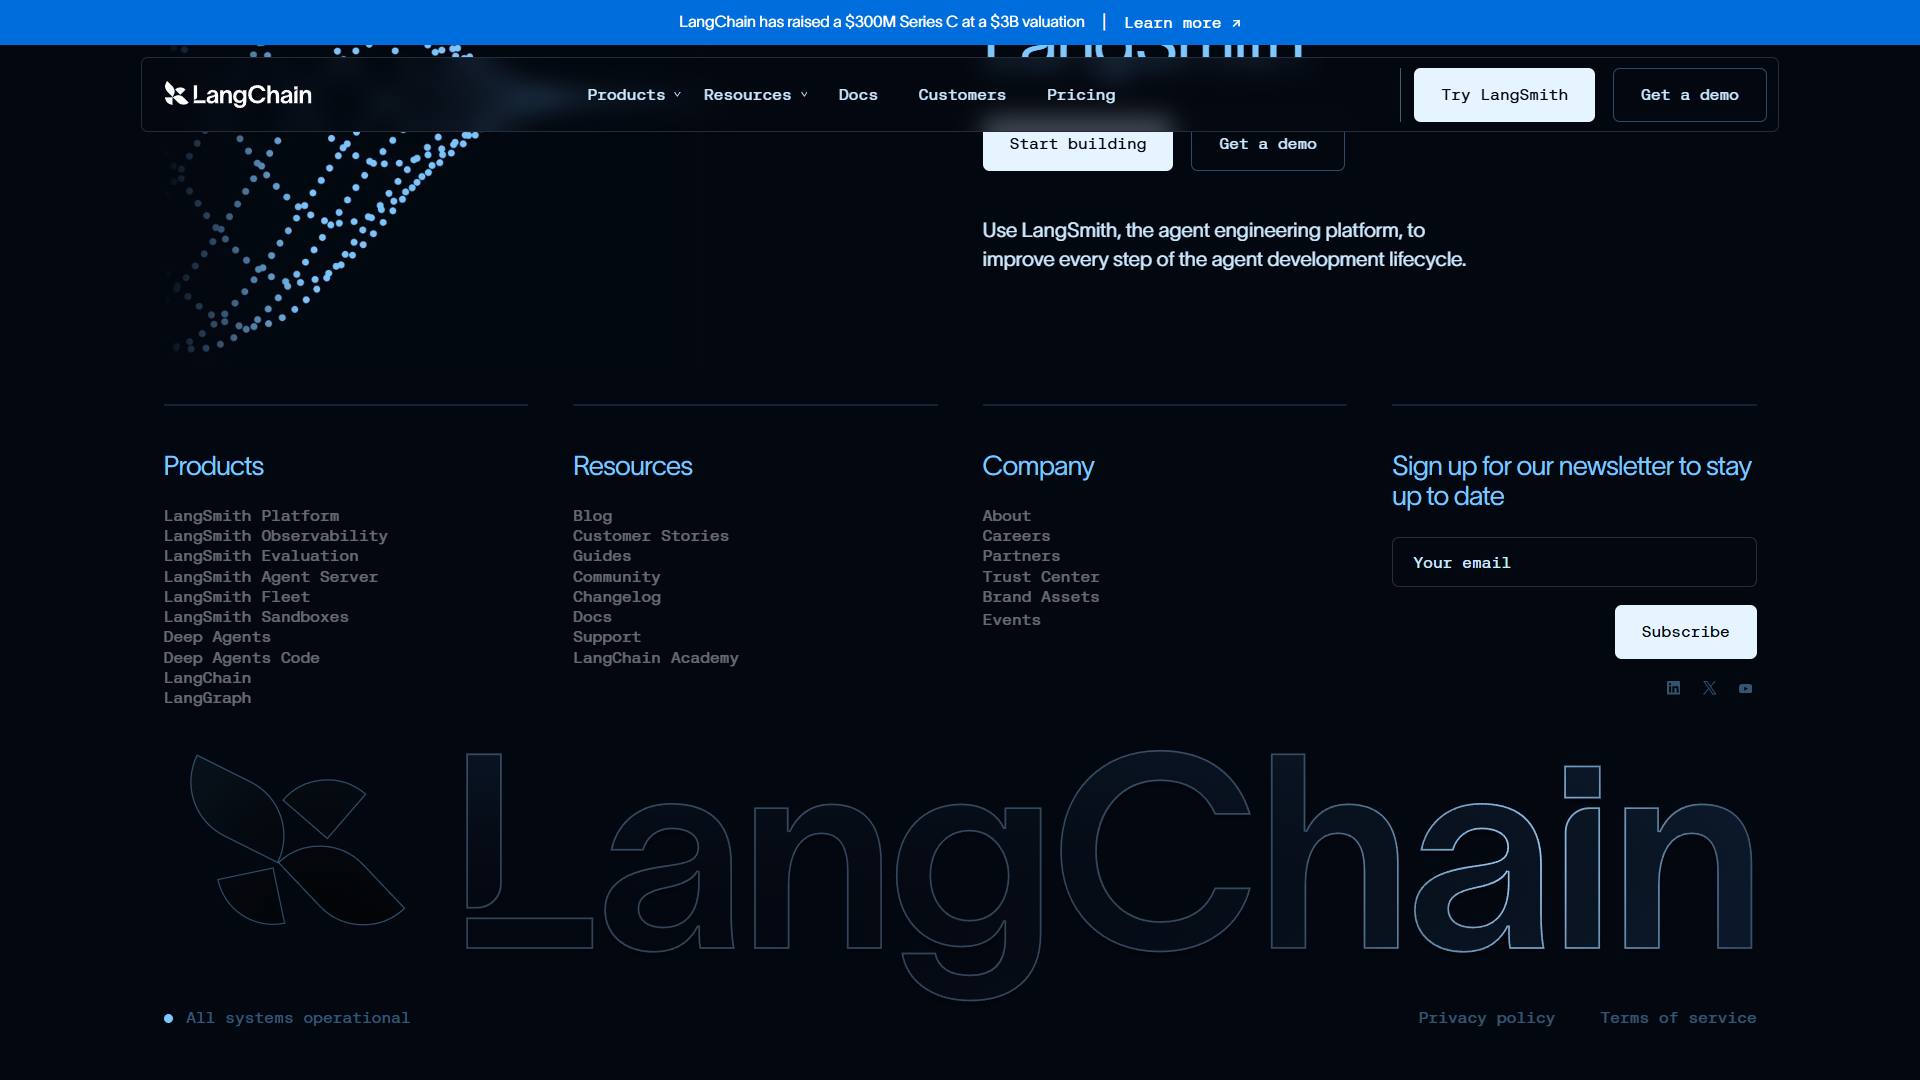 LangChain has raised a $300M Series C at a $3B valuation | Learn more ↗
LangSmith
LangChain
Products Resources Docs Customers Pricing
Try LangSmith Get a demo
Start building Get a demo
Use LangSmith, the agent engineering platform, to
improve every step of the agent development lifecycle.
Products
LangSmith Platform
LangSmith Observability
LangSmith Evaluation
LangSmith Agent Server
LangSmith Fleet
LangSmith Sandboxes
Deep Agents
Deep Agents Code
LangChain
LangGraph
Resources
Blog
Customer Stories
Guides
Community
Changelog
Docs
Support
LangChain Academy
Company
About
Careers
Partners
Trust Center
Brand Assets
Events
Sign up for our newsletter to stay
up to date
Your email
Subscribe
LangChain
All systems operational
Privacy policy Terms of service